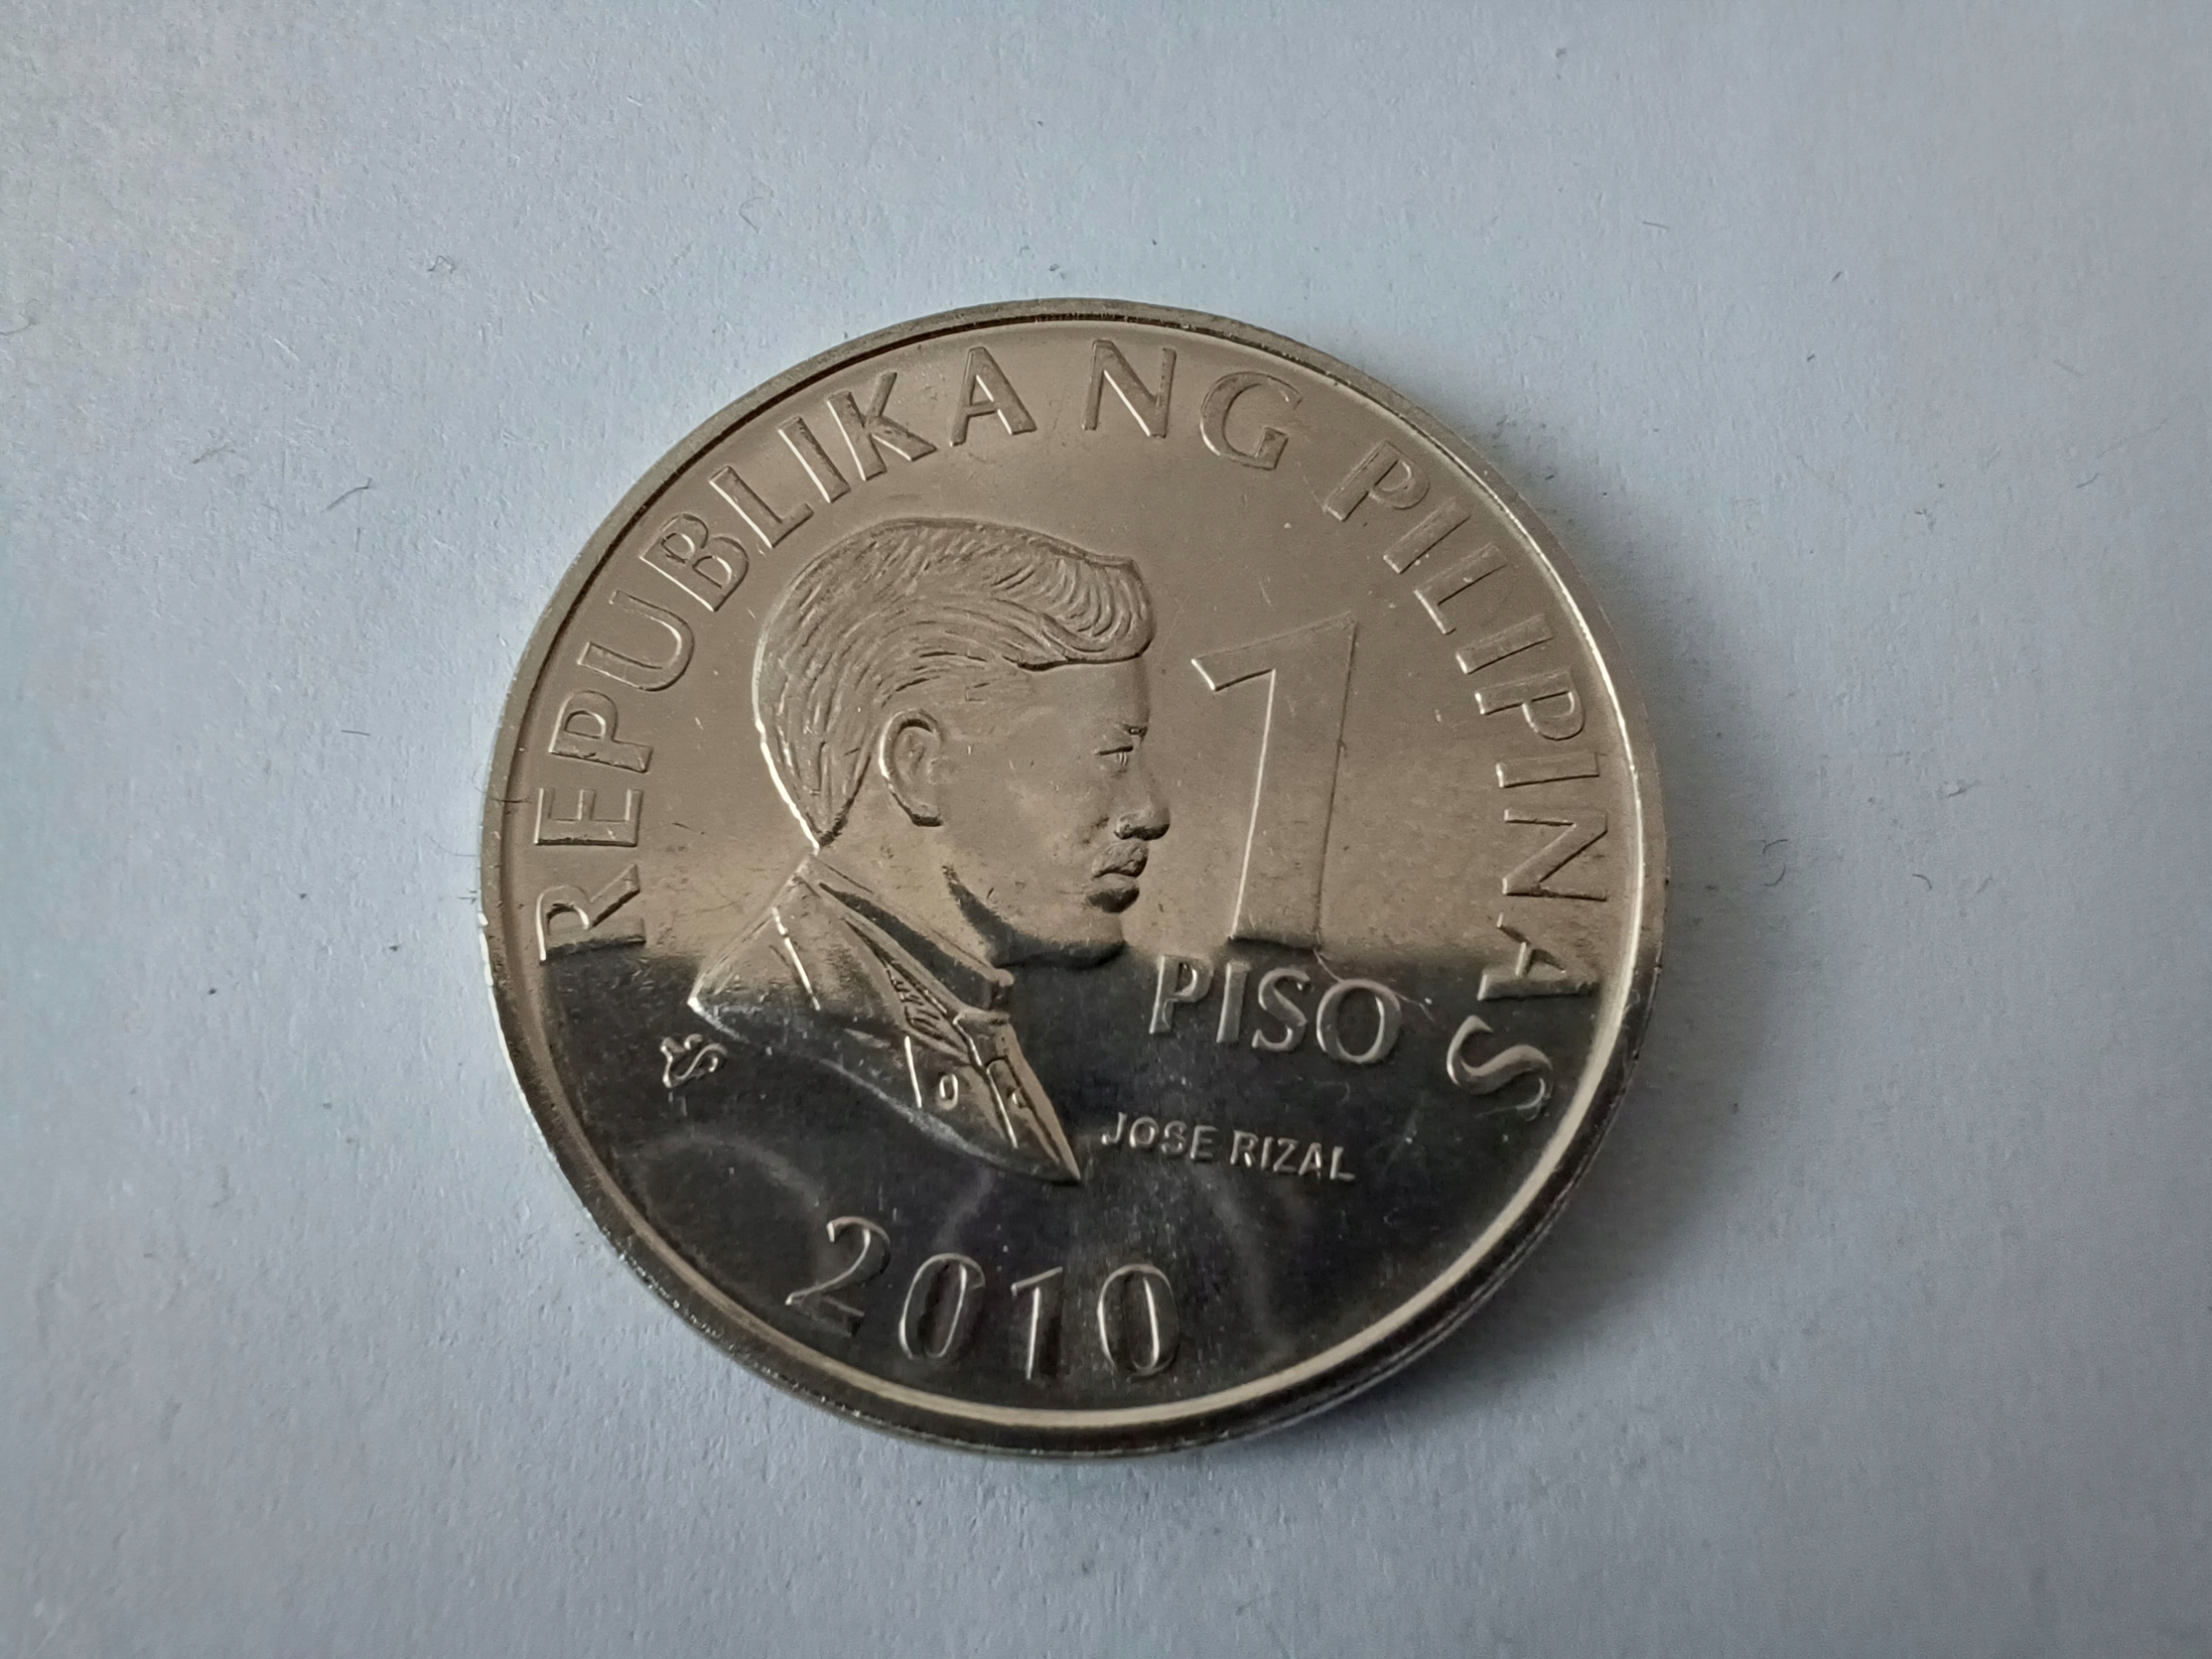 REPUBLIKA NG PILIPINAS
1
PISO
JOSE RIZAL
2010